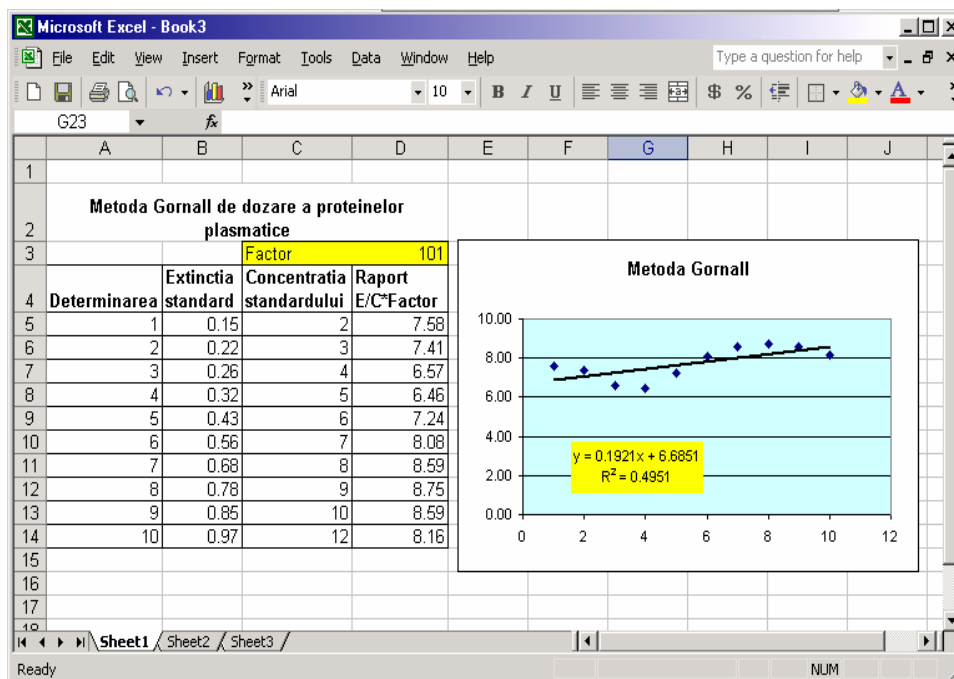 Microsoft Excel - Book3
File Edit View Insert Format Tools Data Window Help Type a question for help
Arial 10 B I U $ %
G23 fx
A B C D E F G H I J
1
2 Metoda Gornall de dozare a proteinelor
plasmatice
3 Factor 101
4 Determinarea Extinctia standard Concentratia standardului Raport E/C*Factor
5 1 0.15 2 7.58
6 2 0.22 3 7.41
7 3 0.26 4 6.57
8 4 0.32 5 6.46
9 5 0.43 6 7.24
10 6 0.56 7 8.08
11 7 0.68 8 8.59
12 8 0.78 9 8.75
13 9 0.85 10 8.59
14 10 0.97 12 8.16
15
16
17
18
Metoda Gornall
10.00
8.00
6.00
4.00
2.00
0.00
0 2 4 6 8 10 12
y = 0.1921x + 6.6851
R² = 0.4951
Sheet1 Sheet2 Sheet3
Ready NUM